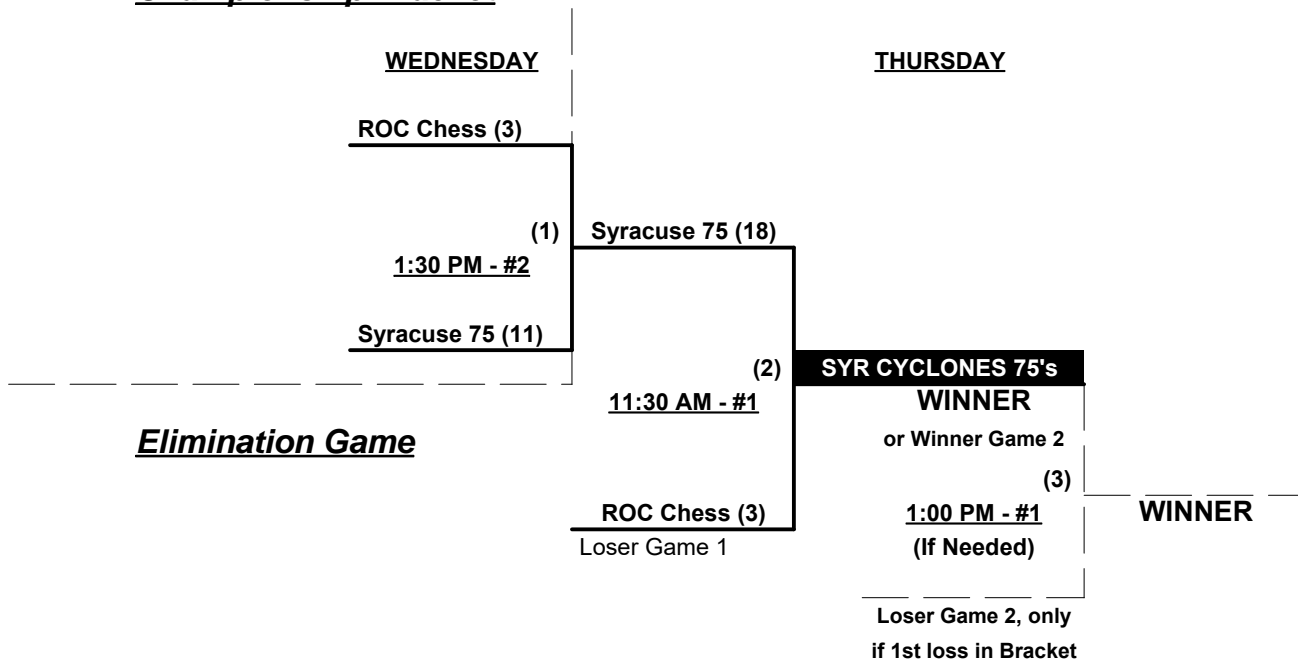 WEDNESDAY
THURSDAY
ROC Chess (3)
(1)
Syracuse 75 (18)
1:30 PM - #2
Syracuse 75 (11)
(2)
SYR CYCLONES 75's
11:30 AM - #1
WINNER
Elimination Game
or Winner Game 2
(3)
ROC Chess (3)
1:00 PM - #1
WINNER
Loser Game 1
(If Needed)
Loser Game 2, only
if 1st loss in Bracket